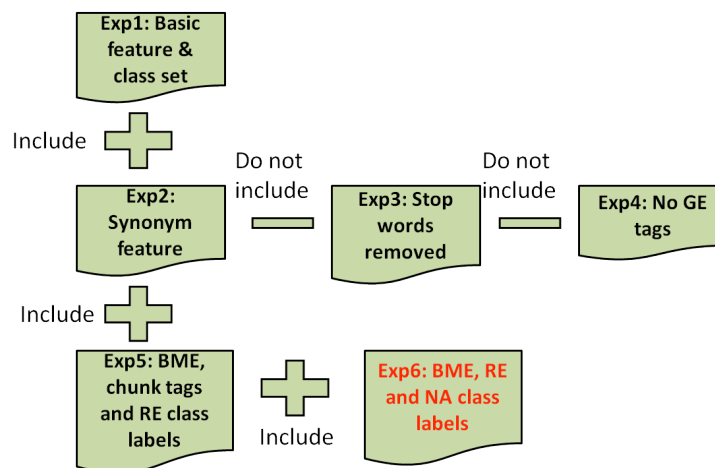 Exp1: Basic
feature &
class set
Include
Do not
include
Do not
include
Exp2:
Synonym
feature
Exp3: Stop
words
removed
Exp4: No GE
tags
Include
Exp5: BME,
chunk tags
and RE class
labels
Include
Exp6: BME, RE
and NA class
labels